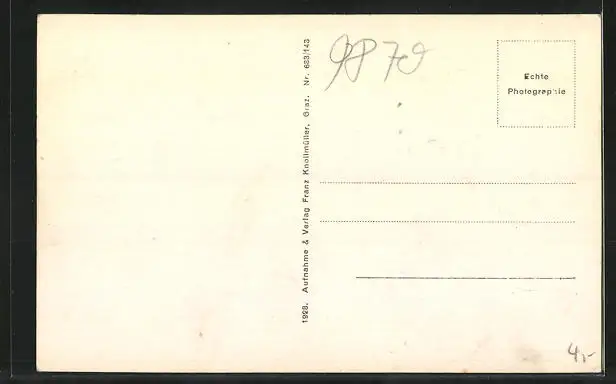 1928. Aufnahme & Verlag Franz Knollmüller, Graz. Nr. 683/143
Echte
Photographie
4,-